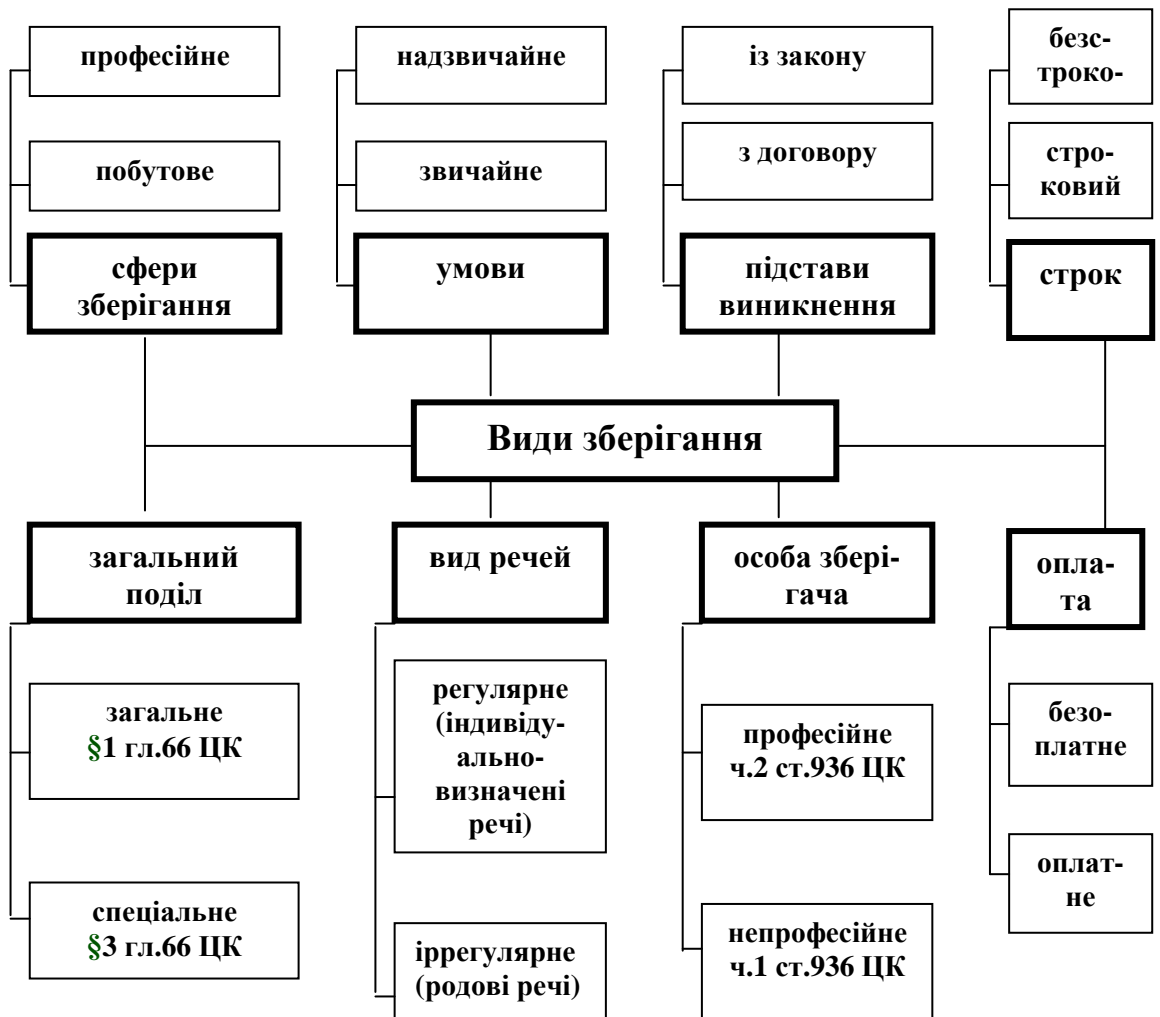 професійне
надзвичайне
із закону
безс-
троко-
побутове
звичайне
з договору
стро-
ковий
сфери
зберігання
умови
підстави
виникнення
строк
Види зберігання
загальний
поділ
вид речей
особа збері-
гача
опла-
та
загальне
§1 гл.66 ЦК
регулярне
(індивіду-
ально-
визначені
речі)
професійне
ч.2 ст.936 ЦК
безо-
платне
спеціальне
§3 гл.66 ЦК
іррегулярне
(родові речі)
непрофесійне
ч.1 ст.936 ЦК
оплат-
не